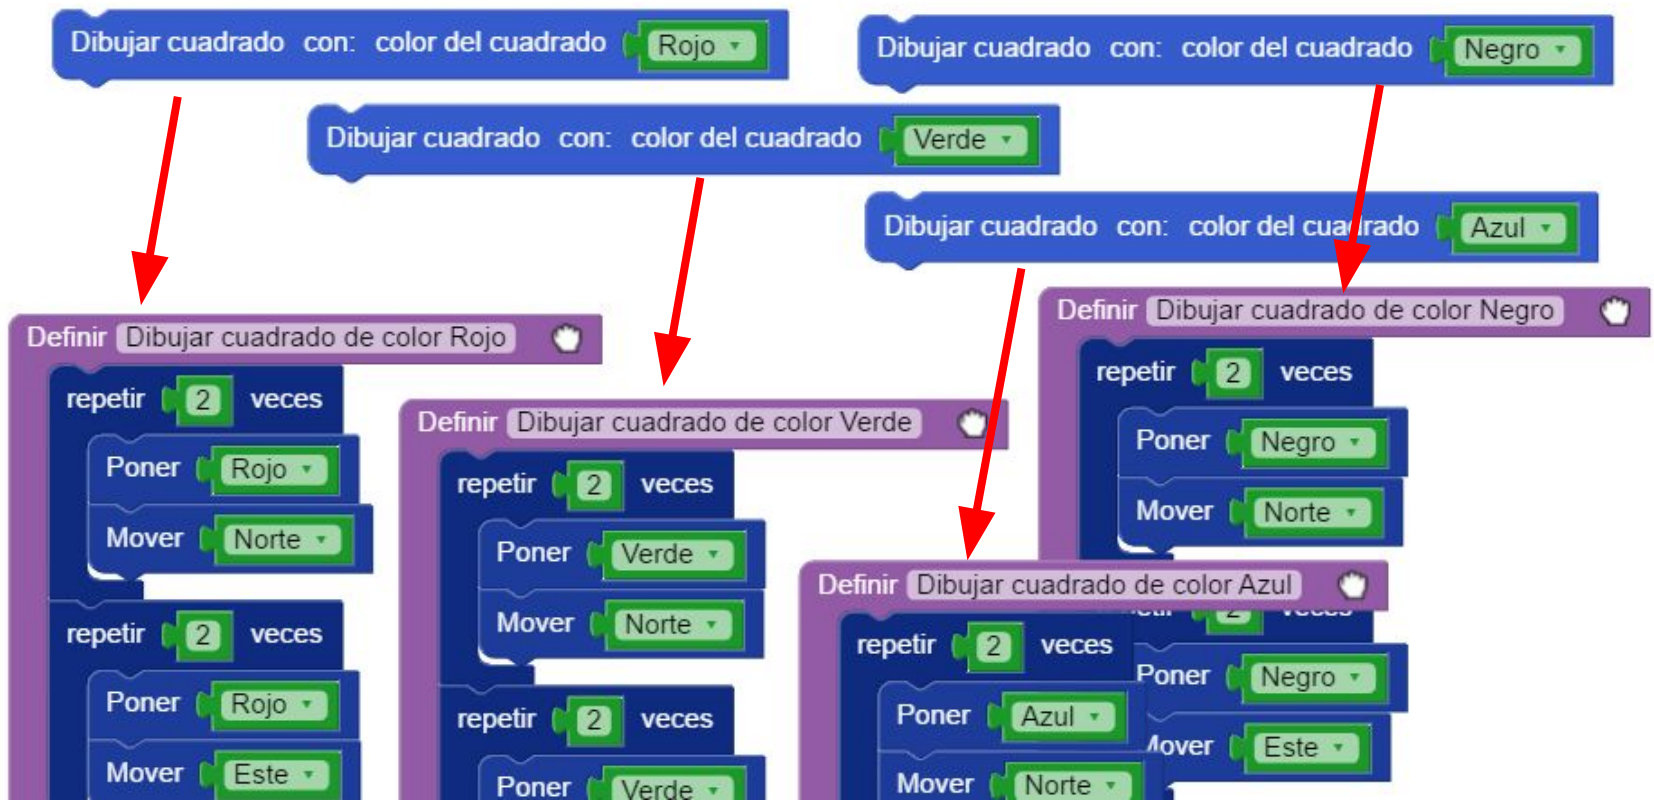 Dibujar cuadrado con: color del cuadrado Rojo
Dibujar cuadrado con: color del cuadrado Negro
Dibujar cuadrado con: color del cuadrado Verde
Dibujar cuadrado con: color del cuadrado Azul
Definir Dibujar cuadrado de color Rojo
repetir 2 veces
Poner Rojo
Mover Norte
repetir 2 veces
Poner Rojo
Mover Este
Definir Dibujar cuadrado de color Verde
repetir 2 veces
Poner Verde
Mover Norte
repetir 2 veces
Poner Verde
Definir Dibujar cuadrado de color Azul
repetir 2 veces
Poner Azul
Mover Norte
Definir Dibujar cuadrado de color Negro
repetir 2 veces
Poner Negro
Mover Norte
2 veces
Poner Negro
Mover Este